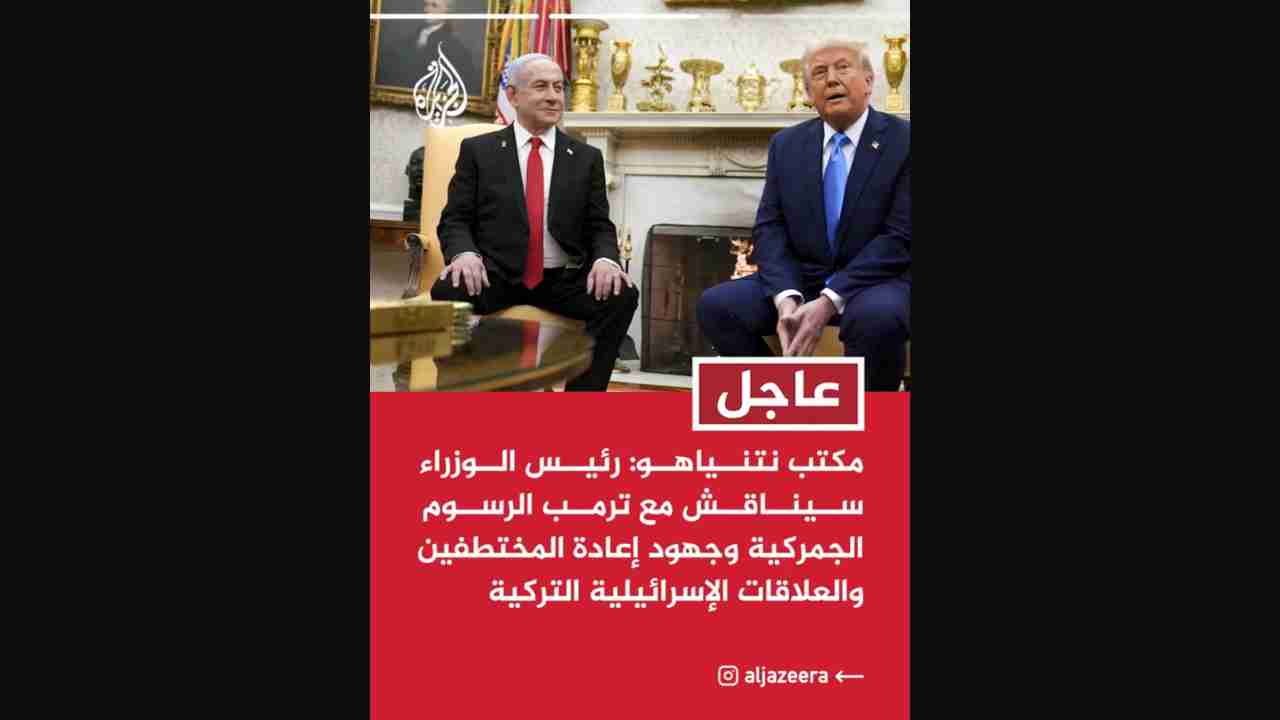 الجزيرة
عاجل
مكتب نتنياهو: رئيس الوزراء
سيناقش مع ترمب الرسوم
الجمركية وجهود إعادة المختطفين
والعلاقات الإسرائيلية التركية
aljazeera